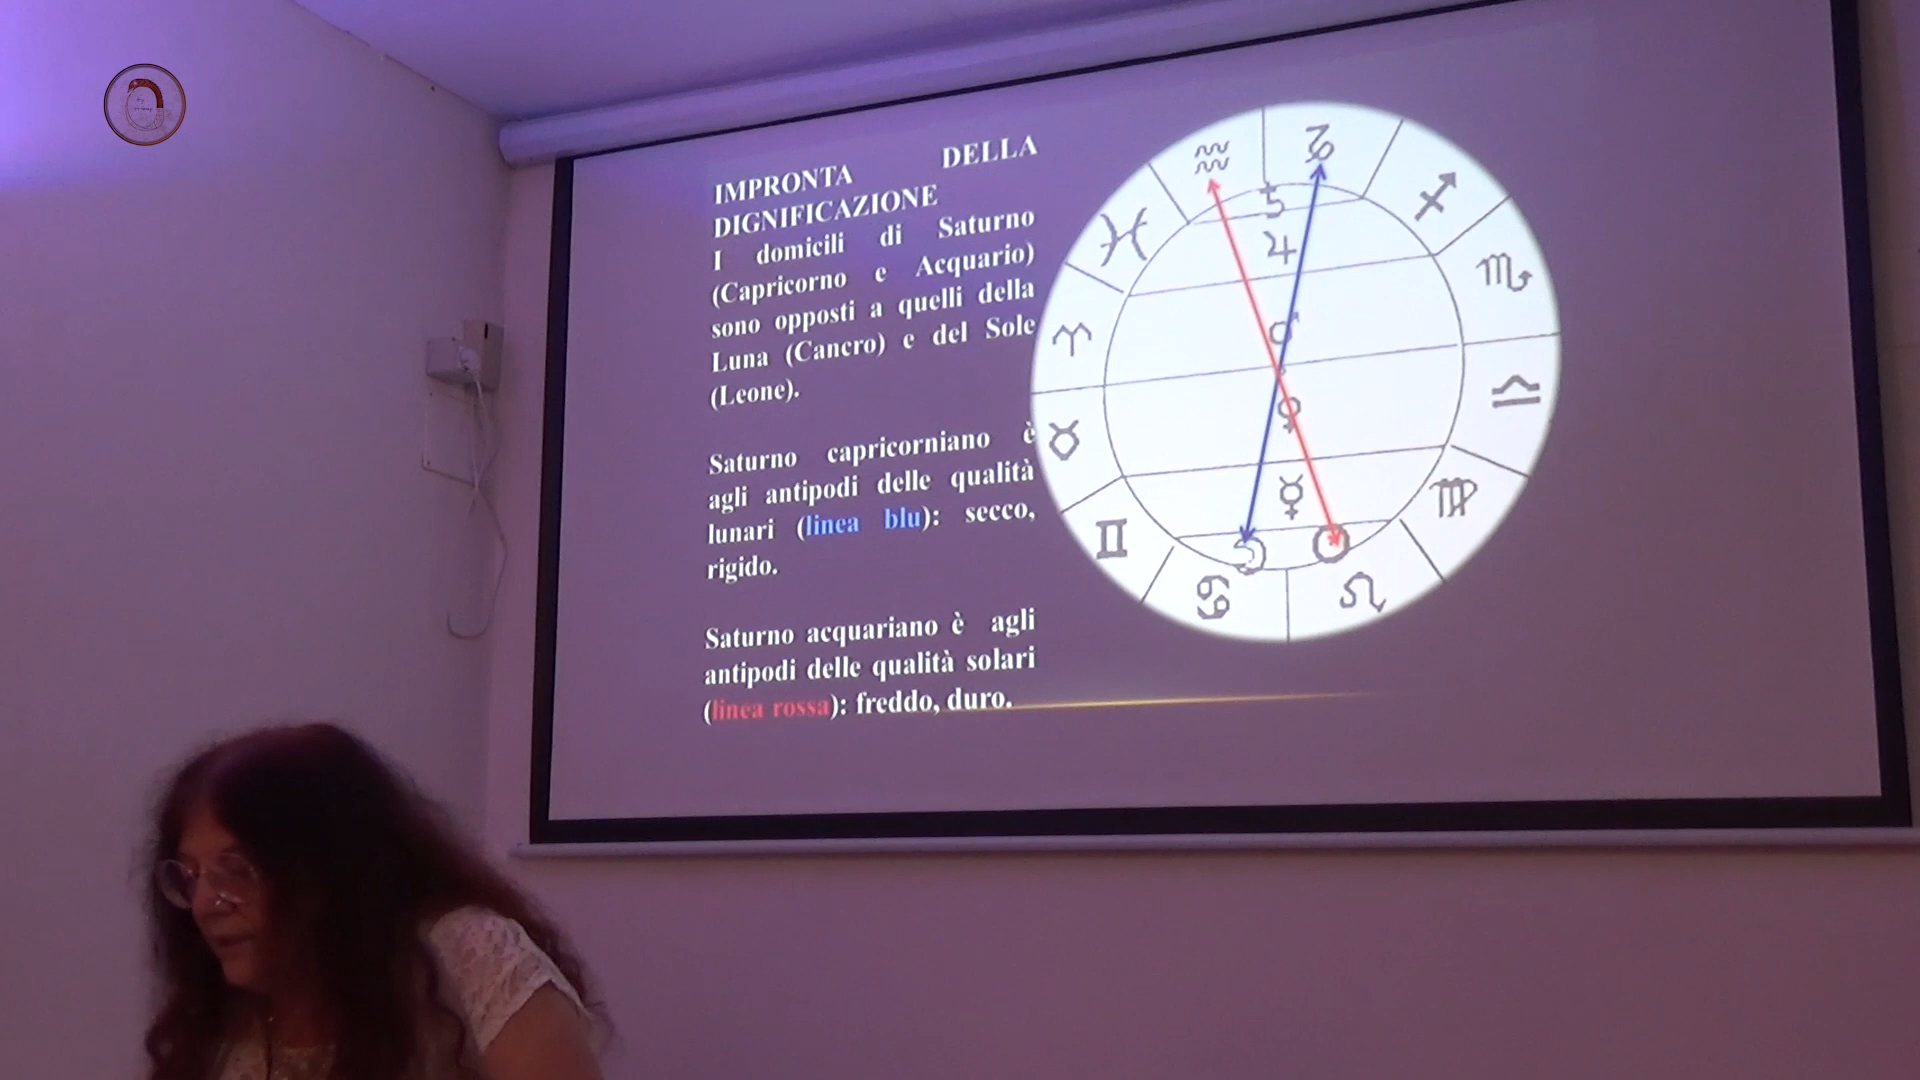 IMPRONTA DELLA
DIGNIFICAZIONE
I domicili di Saturno
(Capricorno e Acquario)
sono opposti a quelli della
Luna (Cancro) e del Sole
(Leone).
Saturno capricorniano è
agli antipodi delle qualità
lunari (linea blu): secco,
rigido.
Saturno acquariano è agli
antipodi delle qualità solari
(linea rossa): freddo, duro.